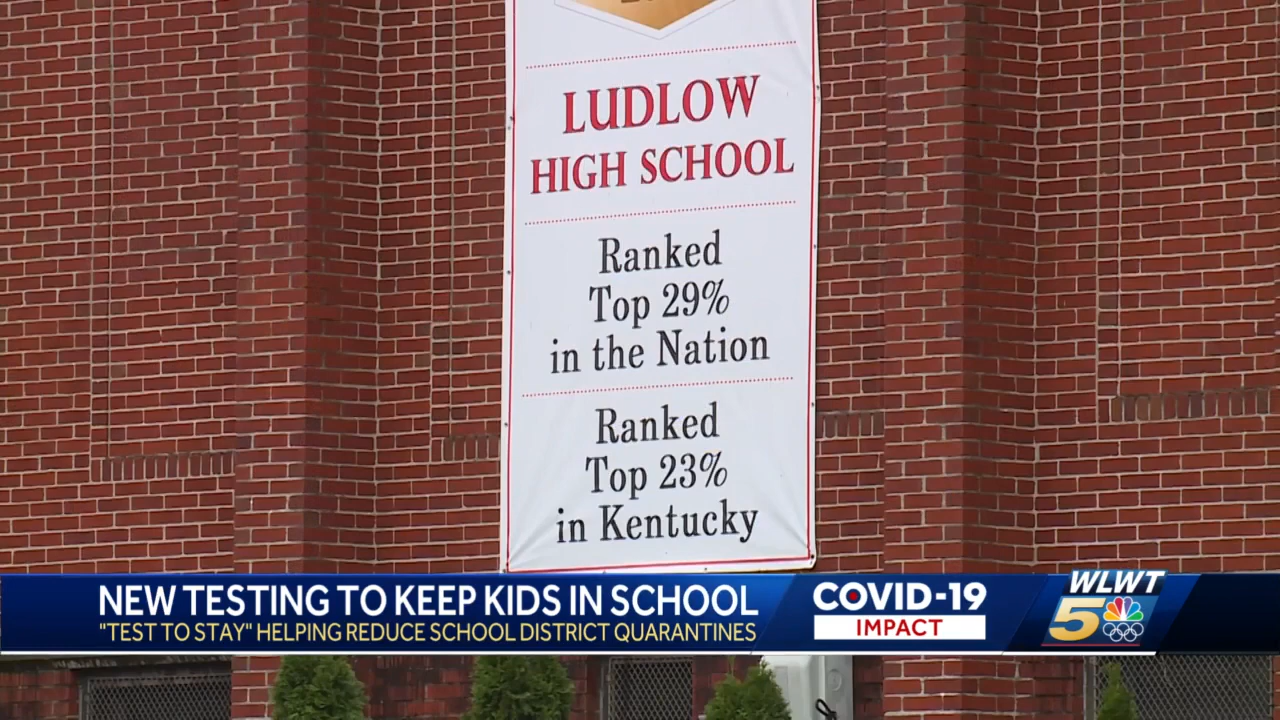 LUDLOW
HIGH SCHOOL
Ranked
Top 29%
in the Nation
Ranked
Top 23%
in Kentucky
NEW TESTING TO KEEP KIDS IN SCHOOL
"TEST TO STAY" HELPING REDUCE SCHOOL DISTRICT QUARANTINES
COVID-19
IMPACT
WLWT
5